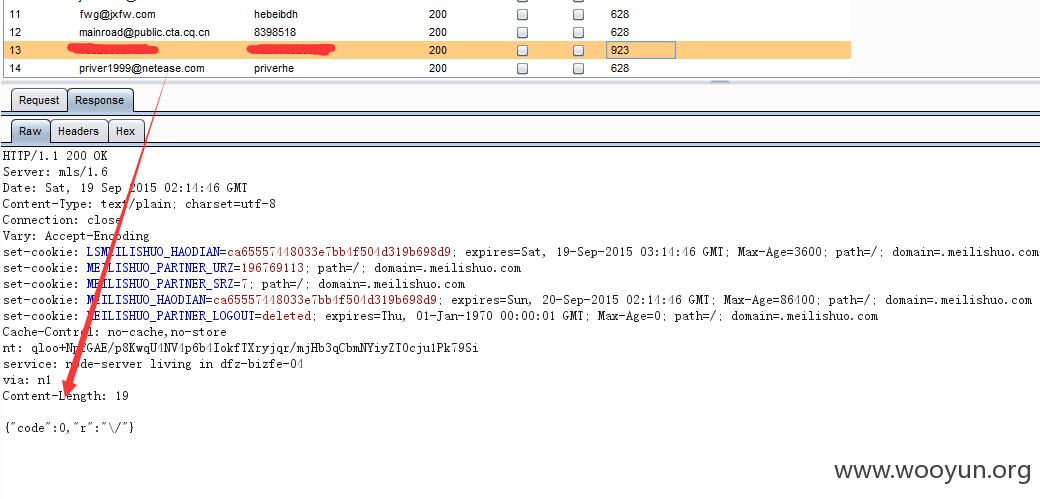 11 fwg@jxfw.com hebeibdh 200 628
12 mainroad@public.cta.cq.cn 8398518 200 628
13 200 923
14 priver1999@netease.com priverhe 200 628
Request Response
Raw Headers Hex
HTTP/1.1 200 OK
Server: mls/1.6
Date: Sat, 19 Sep 2015 02:14:46 GMT
Content-Type: text/plain; charset=utf-8
Connection: close
Vary: Accept-Encoding
set-cookie: LSMEILISHUO_HAODIAN=ca65557448033e7bb4f504d319b698d9; expires=Sat, 19-Sep-2015 03:14:46 GMT; Max-Age=3600; path=/; domain=.meilishuo.com
set-cookie: MEILISHUO_PARTNER_URZ=196769113; path=/; domain=.meilishuo.com
set-cookie: MEILISHUO_PARTNER_SRZ=7; path=/; domain=.meilishuo.com
set-cookie: MEILISHUO_HAODIAN=ca65557448033e7bb4f504d319b698d9; expires=Sun, 20-Sep-2015 02:14:46 GMT; Max-Age=86400; path=/; domain=.meilishuo.com
set-cookie: MEILISHUO_PARTNER_LOGOUT=deleted; expires=Thu, 01-Jan-1970 00:00:01 GMT; Max-Age=0; path=/; domain=.meilishuo.com
Cache-Control: no-cache,no-store
nt:
service: node-server living in dfz-bizfe-04
via: n1
Content-Length: 19
{"code":0,"r":"\/"}
www.wooyun.org